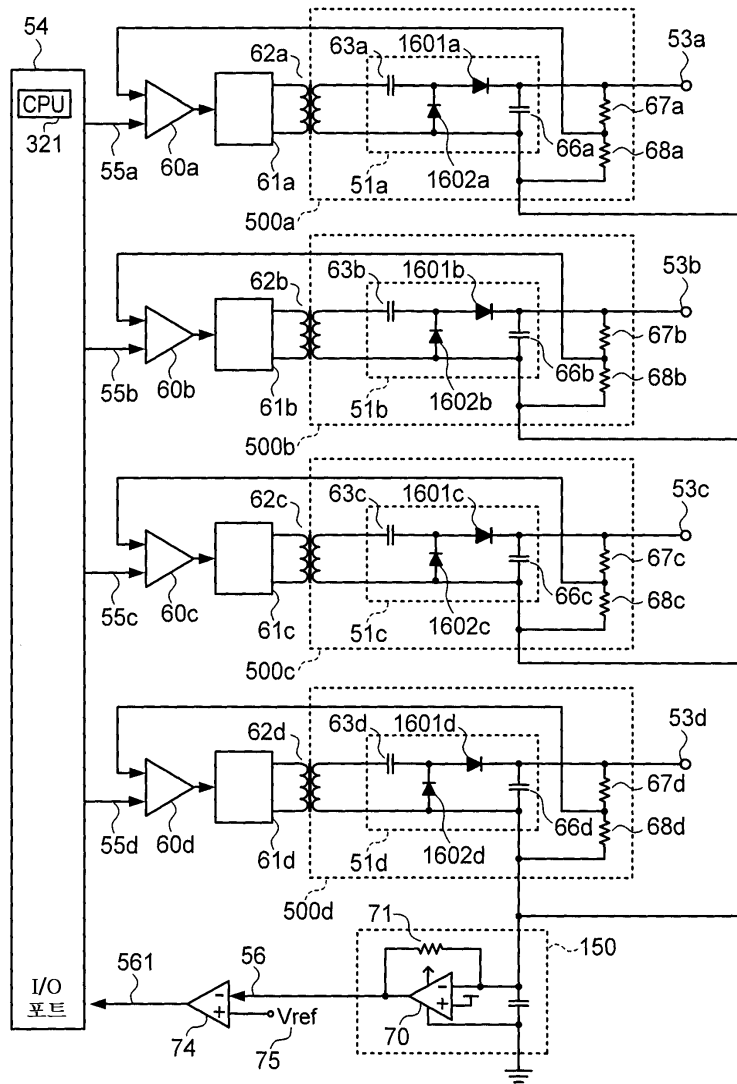 54
CPU
321
55a
60a
61a
62a
63a
1601a
1602a
51a
66a
500a
53a
67a
68a
55b
60b
61b
62b
63b
1601b
1602b
51b
66b
500b
53b
67b
68b
55c
60c
61c
62c
63c
1601c
1602c
51c
66c
500c
53c
67c
68c
55d
60d
61d
62d
63d
1601d
1602d
51d
66d
500d
53d
67d
68d
71
150
I/O
포트
561
56
-
+
74
Vref
75
-
+
70